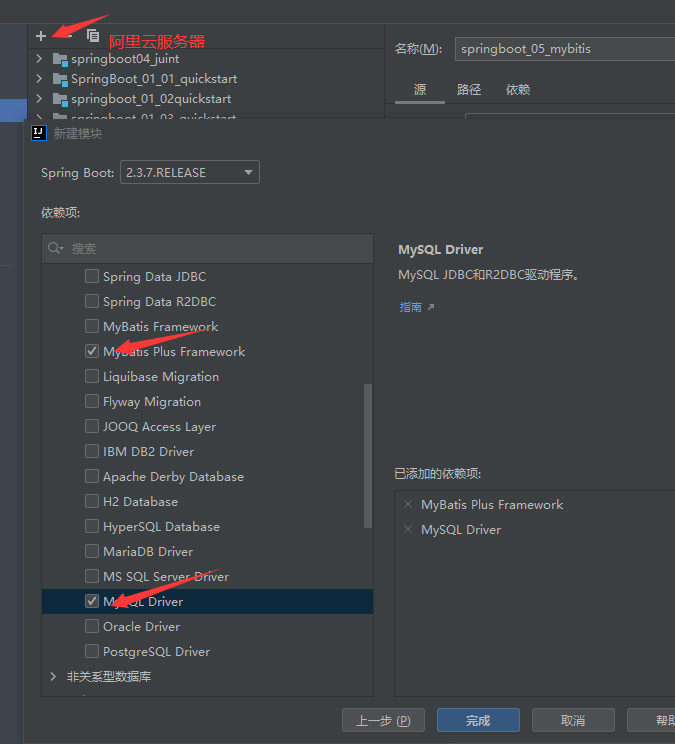 阿里云服务器
springboot04_juint
SpringBoot_01_01_quickstart
springboot_01_02quickstart
springboot_01_03_quickstart
名称(M): springboot_05_mybitis
源 路径 依赖
新建模块
Spring Boot: 2.3.7.RELEASE
依赖项:
搜索
Spring Data JDBC
Spring Data R2DBC
MyBatis Framework
MyBatis Plus Framework
Liquibase Migration
Flyway Migration
JOOQ Access Layer
IBM DB2 Driver
Apache Derby Database
H2 Database
HyperSQL Database
MariaDB Driver
MS SQL Server Driver
MySQL Driver
Oracle Driver
PostgreSQL Driver
非关系型数据库
MySQL Driver
MySQL JDBC和R2DBC驱动程序。
指南
已添加的依赖项:
MyBatis Plus Framework
MySQL Driver
上一步 (P) 完成 取消